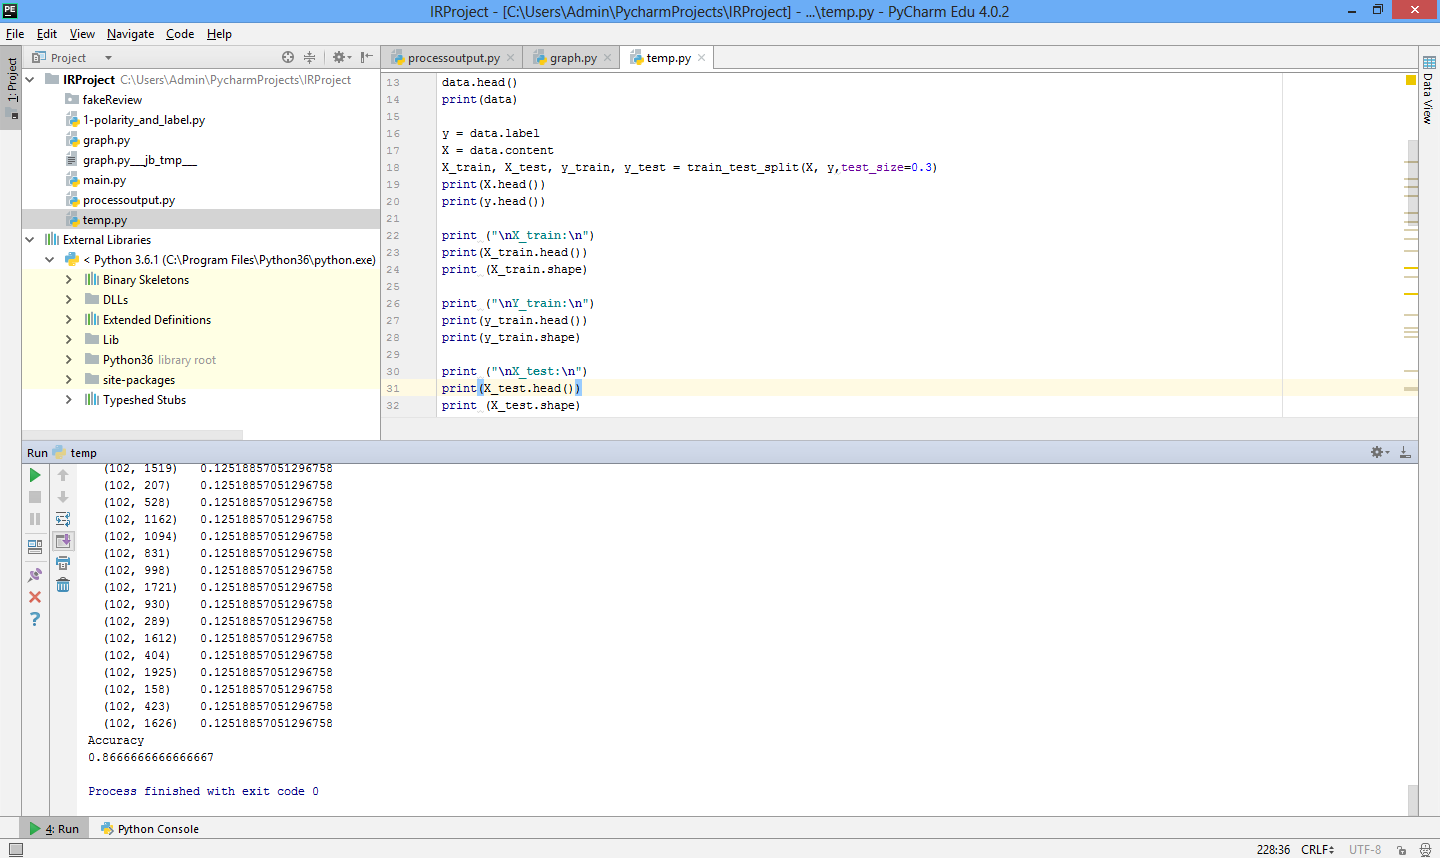 PE IRProject - [C:\Users\Admin\PycharmProjects\IRProject] - ...\temp.py - PyCharm Edu 4.0.2
File Edit View Navigate Code Help
Project
processoutput.py
graph.py
temp.py
1: Project
Data View
IRProject C:\Users\Admin\PycharmProjects\IRProject
fakeReview
1-polarity_and_label.py
graph.py
graph.py___jb_tmp___
main.py
processoutput.py
temp.py
External Libraries
< Python 3.6.1 (C:\Program Files\Python36\python.exe)
Binary Skeletons
DLLs
Extended Definitions
Lib
Python36 library root
site-packages
Typeshed Stubs
13 data.head()
14 print(data)
15
16 y = data.label
17 X = data.content
18 X_train, X_test, y_train, y_test = train_test_split(X, y,test_size=0.3)
19 print(X.head())
20 print(y.head())
21
22 print ("\nX_train:\n")
23 print(X_train.head())
24 print (X_train.shape)
25
26 print ("\nY_train:\n")
27 print(y_train.head())
28 print(y_train.shape)
29
30 print ("\nX_test:\n")
31 print(X_test.head())
32 print (X_test.shape)
Run temp
(102, 1519) 0.12518857051296758
(102, 207) 0.12518857051296758
(102, 528) 0.12518857051296758
(102, 1162) 0.12518857051296758
(102, 1094) 0.12518857051296758
(102, 831) 0.12518857051296758
(102, 998) 0.12518857051296758
(102, 1721) 0.12518857051296758
(102, 930) 0.12518857051296758
(102, 289) 0.12518857051296758
(102, 1612) 0.12518857051296758
(102, 404) 0.12518857051296758
(102, 1925) 0.12518857051296758
(102, 158) 0.12518857051296758
(102, 423) 0.12518857051296758
(102, 1626) 0.12518857051296758
Accuracy
0.8666666666666667
Process finished with exit code 0
4: Run Python Console
228:36 CRLF UTF-8